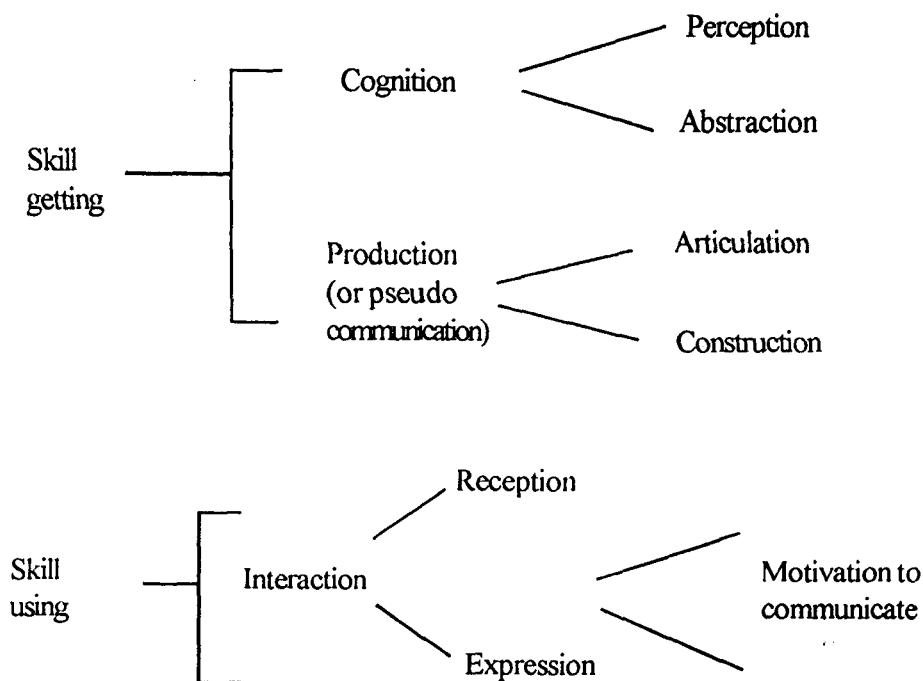 Perception
Cognition
Abstraction
Skill
getting
Articulation
Production
(or pseudo
communication)
Construction
Reception
Skill
using
Interaction
Motivation to
communicate
Expression